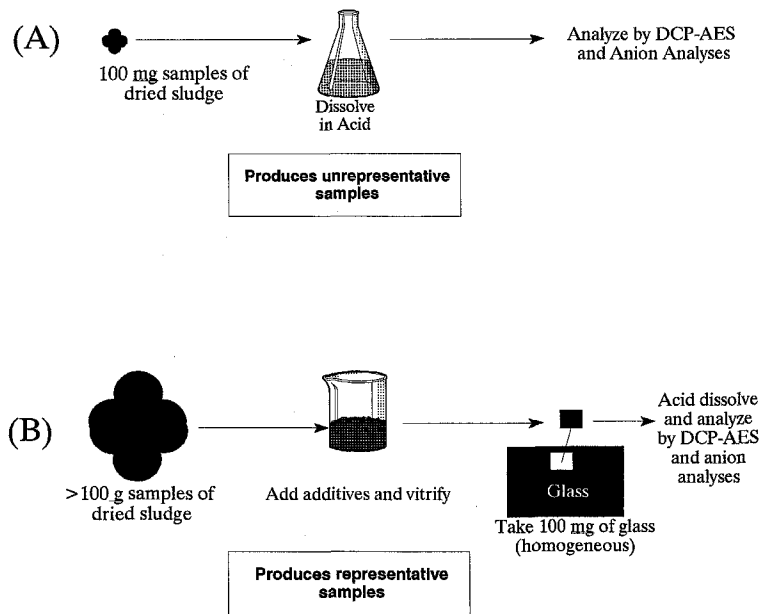 (A)
100 mg samples of
dried sludge
Dissolve
in Acid
Analyze by DCP-AES
and Anion Analyses
Produces unrepresentative
samples
(B)
>100 g samples of
dried sludge
Add additives and vitrify
Glass
Take 100 mg of glass
(homogeneous)
Acid dissolve
and analyze
by DCP-AES
and anion
analyses
Produces representative
samples